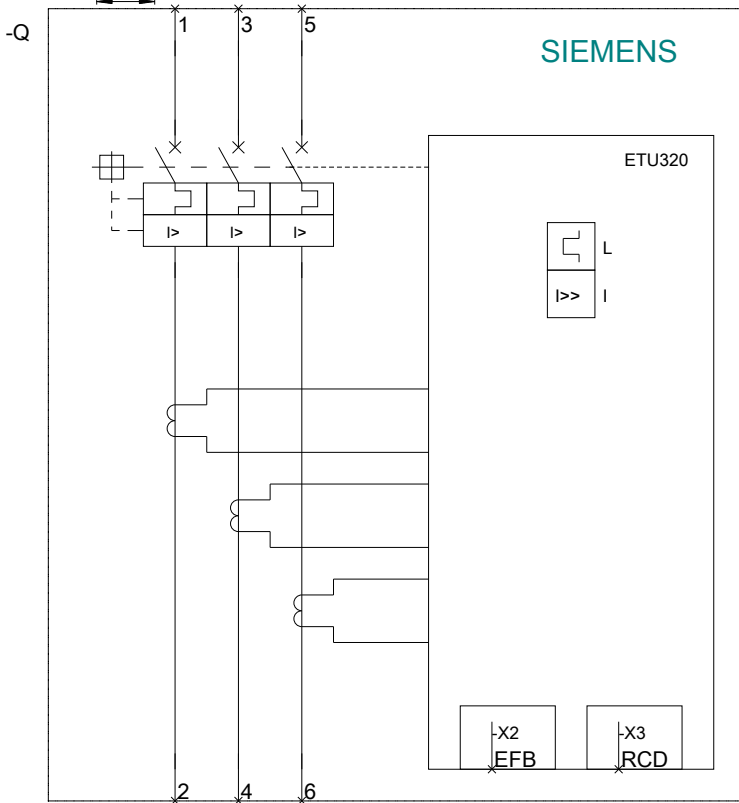 -Q
1 3 5
SIEMENS
ETU320
I> I> I>
L
I>> I
-X2 -X3
EFB RCD
2 4 6